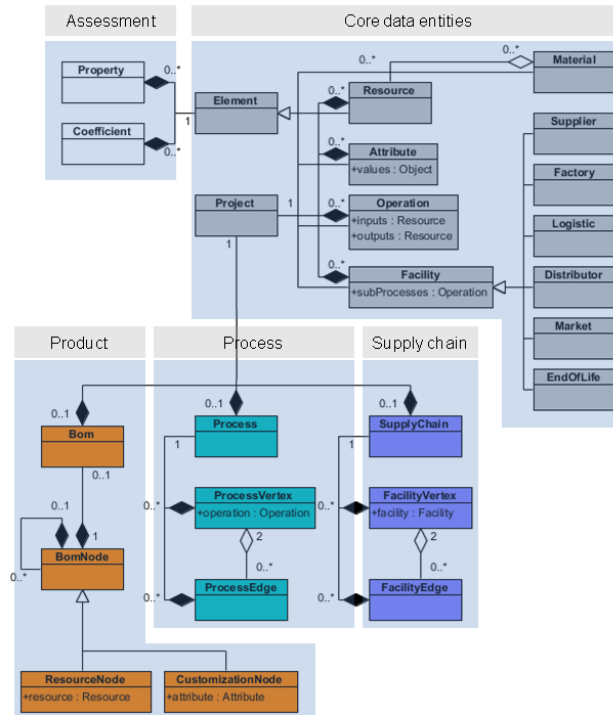 Assessment
Core data entities
Property
0..*
Coefficient
0..*
1
Element
0..*
0..*
Material
0..*
Resource
0..*
Attribute
+values : Object
Project
1
1
0..*
Operation
+inputs : Resource
+outputs : Resource
0..*
Facility
+subProcesses : Operation
Supplier
Factory
Logistic
Distributor
Market
EndOfLife
Product
Process
Supply chain
0..1
Bom
0..1
0..1
1
BomNode
0..*
ResourceNode
+resource : Resource
CustomizationNode
+attribute : Attribute
0..1
Process
1
0..*
ProcessVertex
+operation : Operation
2
0..*
0..*
ProcessEdge
0..1
SupplyChain
1
0..*
FacilityVertex
+facility : Facility
2
0..*
0..*
FacilityEdge